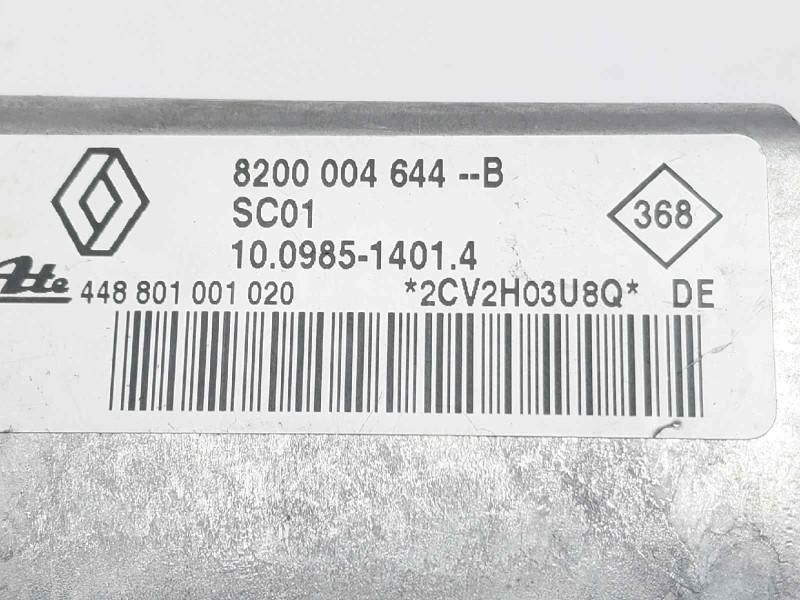 8200 004 644 --B
SC01
368
10.0985-1401.4
Ate
448 801 001 020 *2CV2H03U8Q* DE